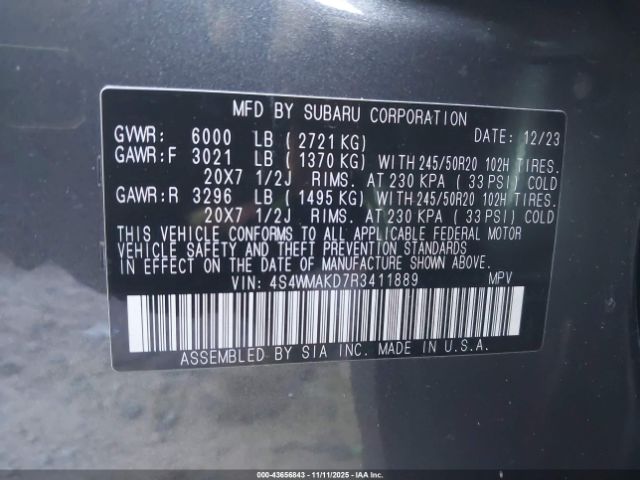 MFD BY SUBARU CORPORATION
GVWR: 6000 LB ( 2721 KG) DATE: 12/23
GAWR:F 3021 LB ( 1370 KG) WITH 245/50R20 102H TIRES.
20X7 1/2J RIMS. AT 230 KPA ( 33 PSI) COLD
GAWR:R 3296 LB ( 1495 KG) WITH 245/50R20 102H TIRES.
20X7 1/2J RIMS. AT 230 KPA ( 33 PSI) COLD
THIS VEHICLE CONFORMS TO ALL APPLICABLE FEDERAL MOTOR
VEHICLE SAFETY AND THEFT PREVENTION STANDARDS
IN EFFECT ON THE DATE OF MANUFACTURE SHOWN ABOVE.
VIN: 4S4WMAKD7R3411889 MPV
ASSEMBLED BY SIA INC. MADE IN U.S.A.
000-43656843 - 11/11/2025 - IAAI.COM